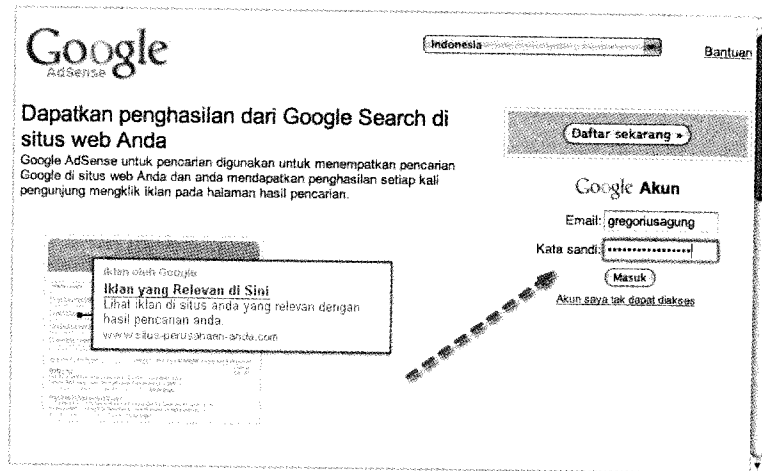 Google
AdSense
Indonesia
Bantuan
Dapatkan penghasilan dari Google Search di
situs web Anda
Google AdSense untuk pencarian digunakan untuk menempatkan pencarian
Google di situs web Anda dan anda mendapatkan penghasilan setiap kali
pengunjung mengklik iklan pada halaman hasil pencarian.
Iklan oleh Google
Iklan yang Relevan di Sini
Lihat iklan di situs anda yang relevan dengan
hasil pencarian anda.
www.situs-perusahaan-anda.com
Daftar sekarang »
Google Akun
Email: gregoriusagung
Kata sandi: •••••••••••••••••
Masuk
Akun saya tak dapat diakses